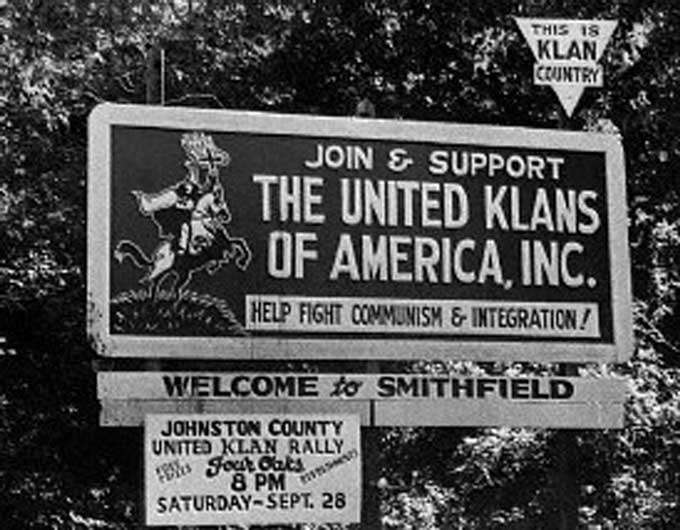 THIS IS
KLAN
COUNTRY
JOIN & SUPPORT
THE UNITED KLANS
OF AMERICA, INC.
HELP FIGHT COMMUNISM & INTEGRATION!
WELCOME to SMITHFIELD
JOHNSTON COUNTY
UNITED KLAN RALLY
Four Oaks
8 PM
SATURDAY-SEPT. 28